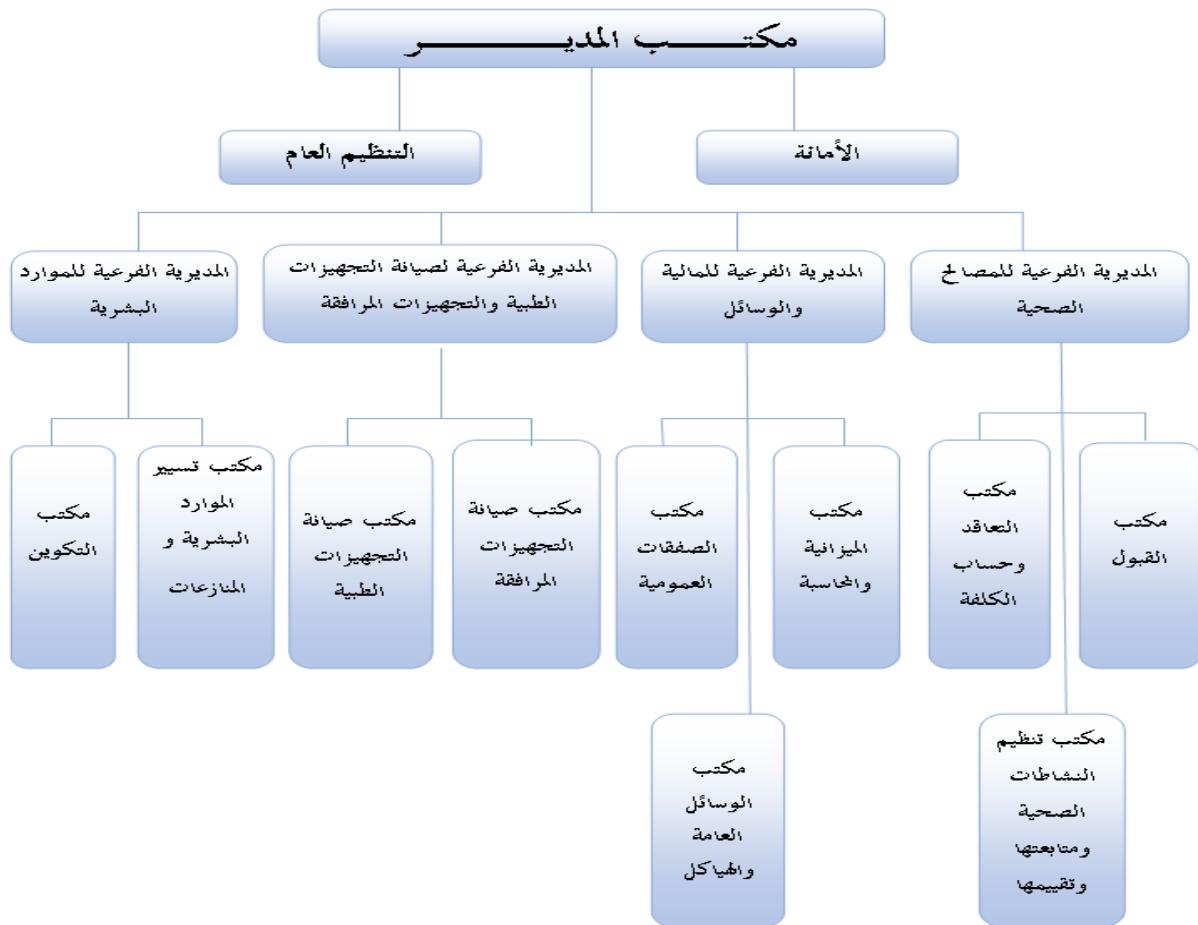 مكتب المدير
الأمانة
التنظيم العام
المديرية الفرعية للمصالح
الصحية
المديرية الفرعية للمالية
والوسائل
المديرية الفرعية لصيانة التجهيزات
الطبية والتجهيزات المرافقة
المديرية الفرعية للموارد
البشرية
مكتب
القبول
مكتب
التعاقد
وحساب
الكلفة
مكتب
الميزانية
والمحاسبة
مكتب
الصفقات
العمومية
مكتب صيانة
التجهيزات
المرافقة
مكتب صيانة
التجهيزات
الطبية
مكتب تسيير
الموارد
البشرية و
المنازعات
مكتب
التكوين
مكتب تنظيم
النشاطات
الصحية
ومتابعتها
وتقييمها
مكتب
الوسائل
العامة
والهياكل